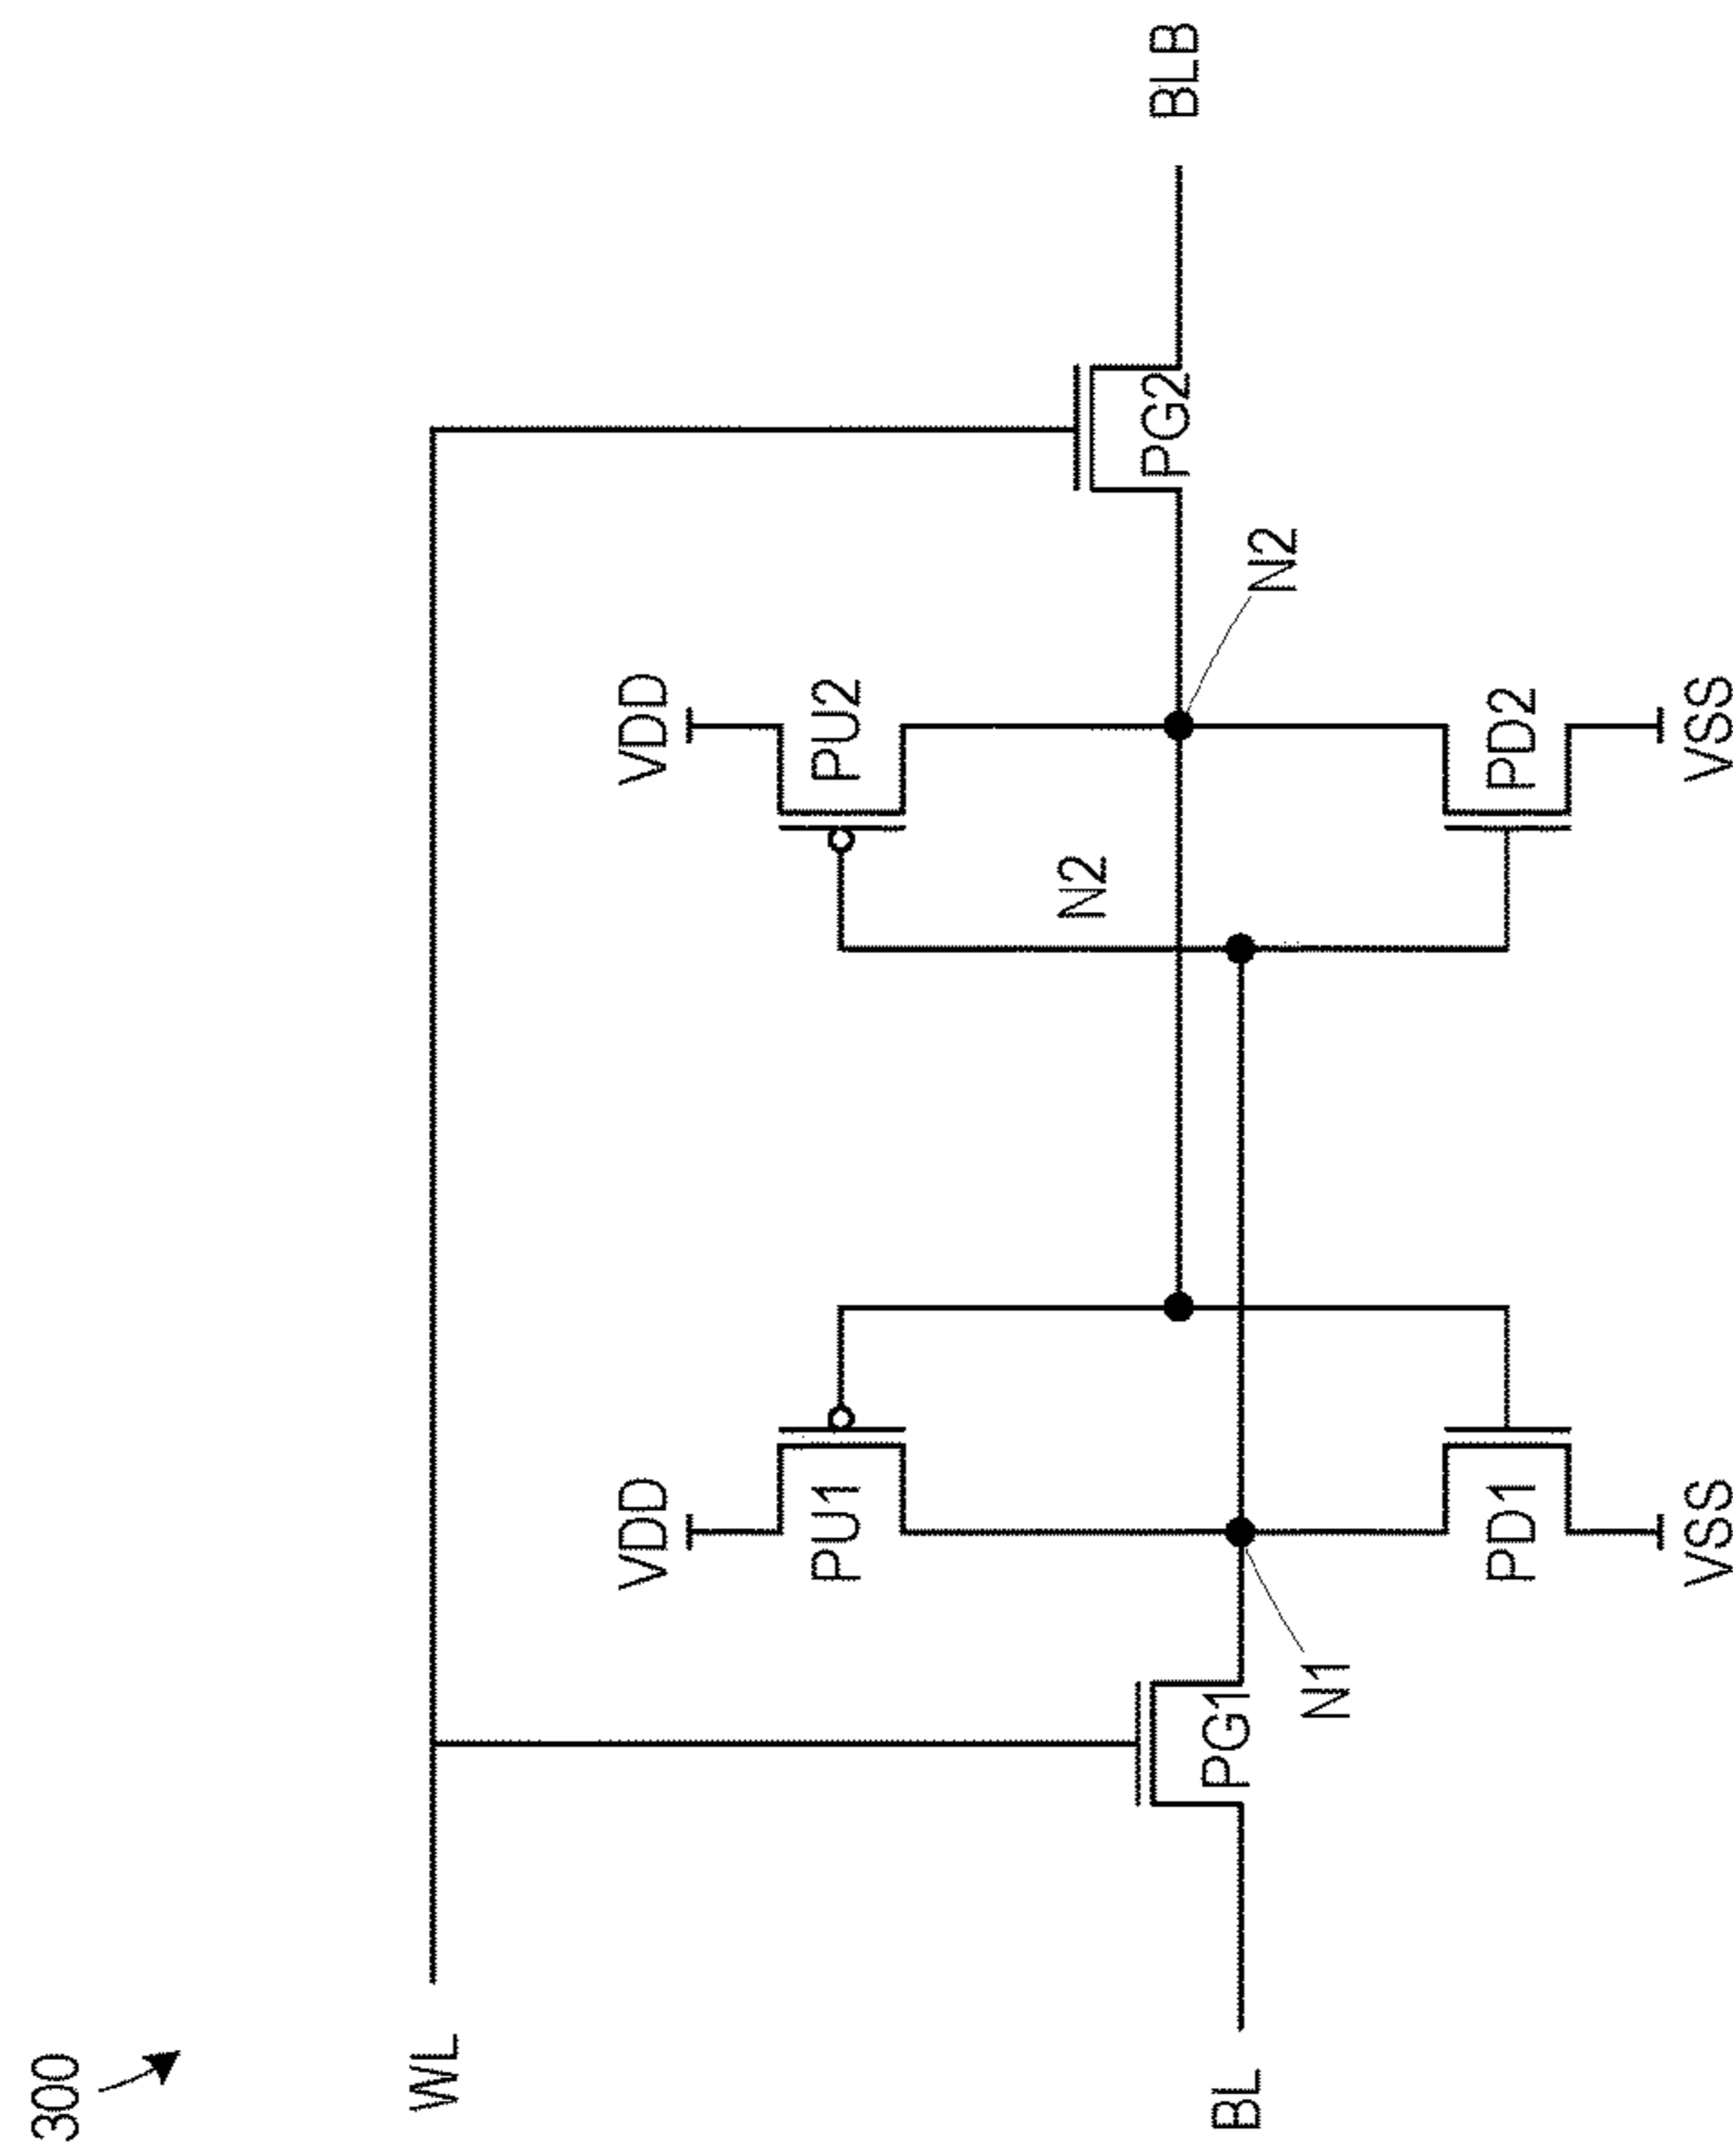 300
WL
VDD
VDD
PU1
PU2
N2
BLB
PG2
PG1
BL
N2
N1
PD1
PD2
VSS
VSS